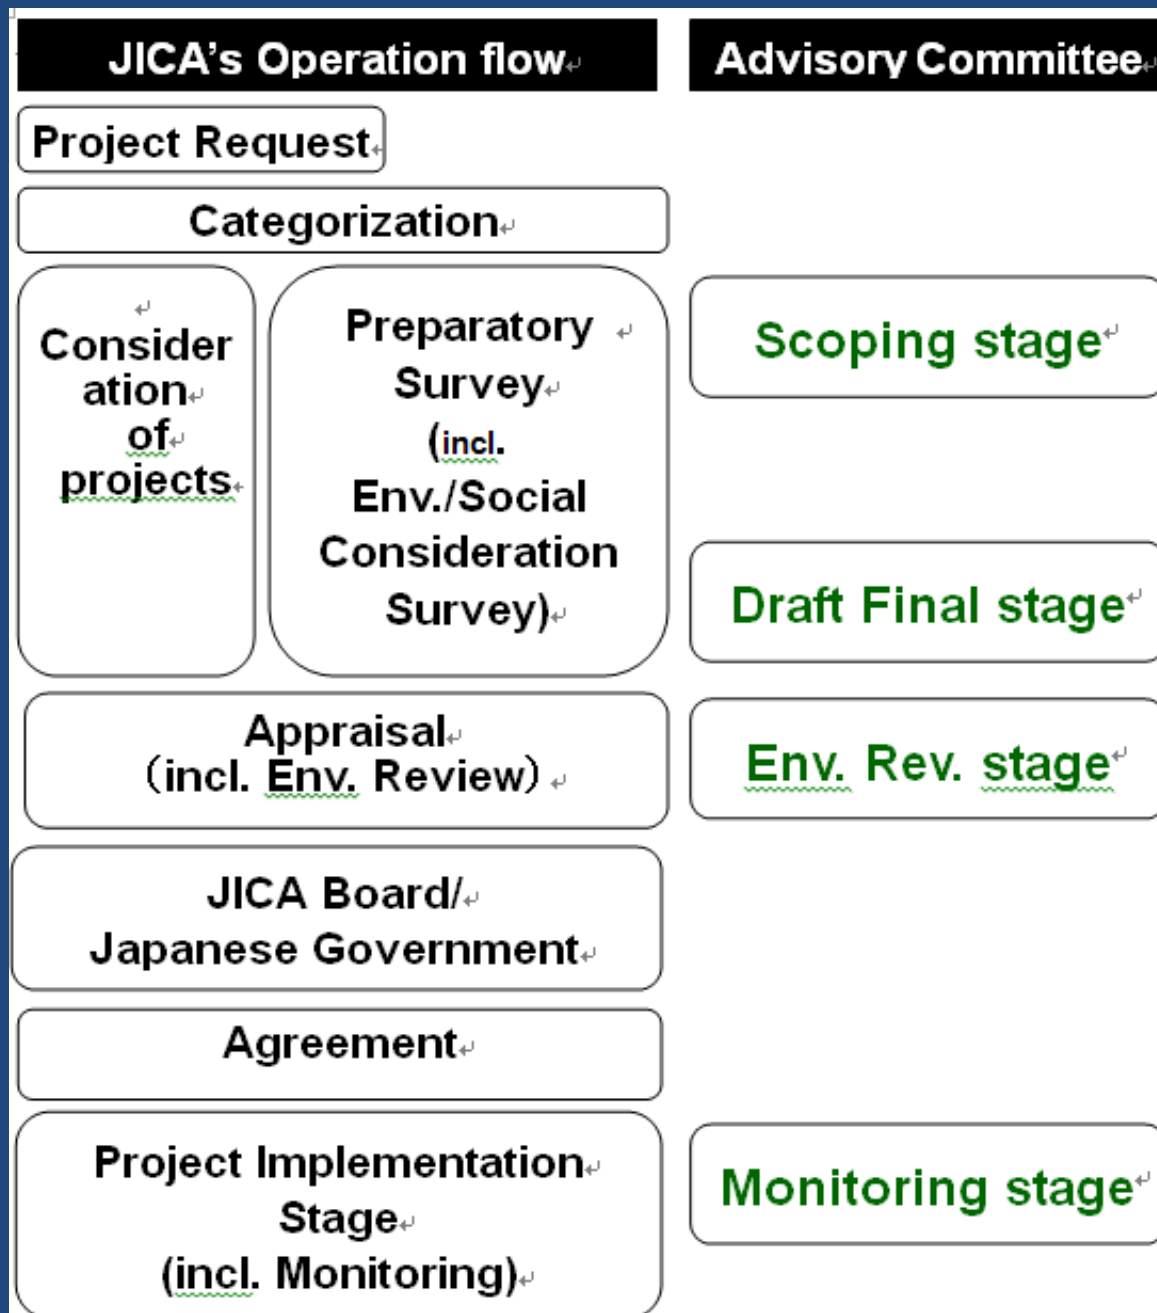 JICA's Operation flow
Advisory Committee
Project Request
Categorization
Consider
ation
of
projects
Preparatory
Survey
(incl.
Env./Social
Consideration
Survey)
Scoping stage
Draft Final stage
Appraisal
（incl. Env. Review）
Env. Rev. stage
JICA Board/
Japanese Government
Agreement
Project Implementation
Stage
(incl. Monitoring)
Monitoring stage